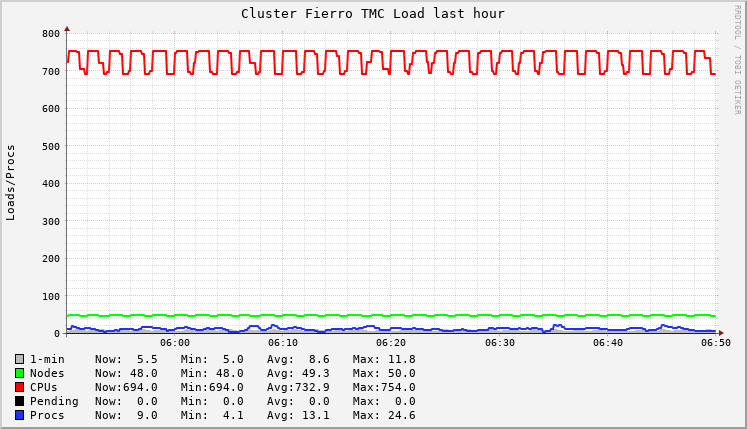 Cluster Fierro TMC Load last hour
RRDTOOL / TOBI OETIKER
Loads/Procs
800
700
600
500
400
300
200
100
0
06:00 06:10 06:20 06:30 06:40 06:50
1-min Now: 5.5 Min: 5.0 Avg: 8.6 Max: 11.8
Nodes Now: 48.0 Min: 48.0 Avg: 49.3 Max: 50.0
CPUs Now:694.0 Min:694.0 Avg:732.9 Max:754.0
Pending Now: 0.0 Min: 0.0 Avg: 0.0 Max: 0.0
Procs Now: 9.0 Min: 4.1 Avg: 13.1 Max: 24.6